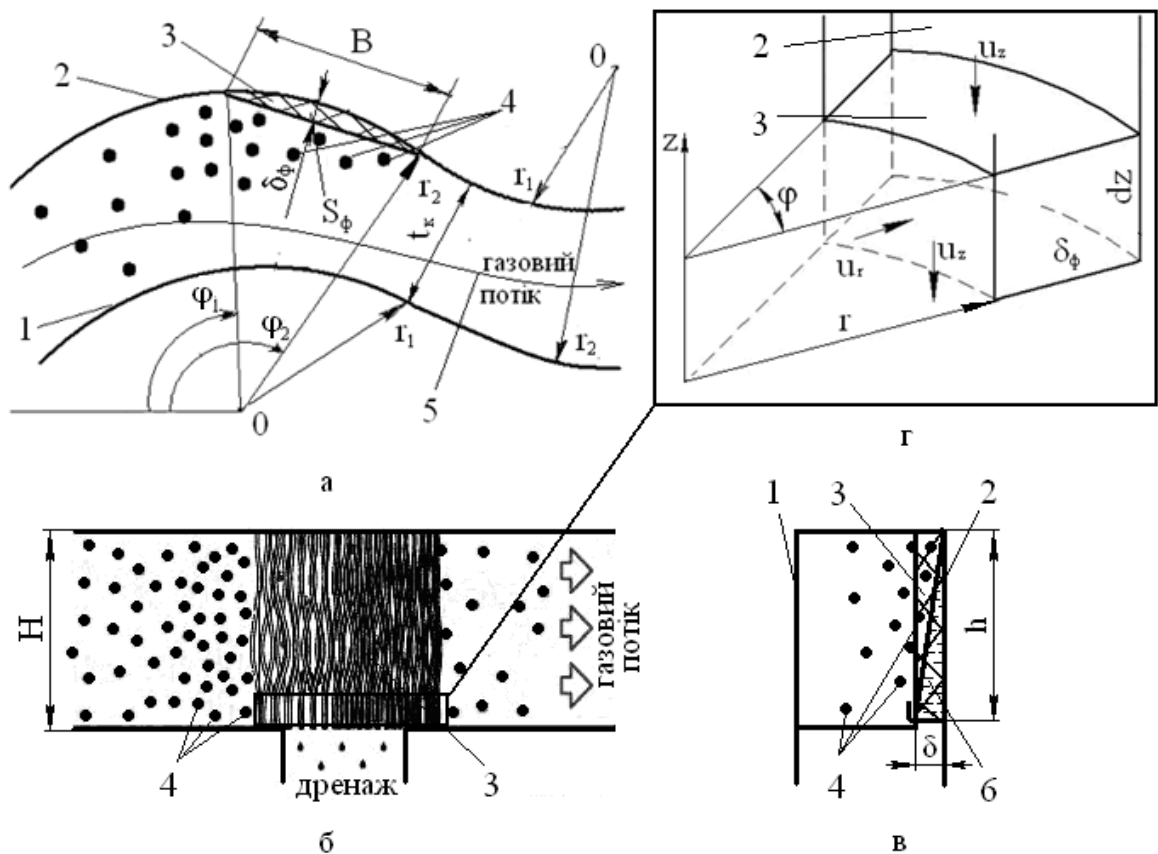 3
B
0
2
4
δф
r₂
r₁
Sф
tк
газовий
потік
1
φ₁
φ₂
r₁
r₂
0
5
а
2
uz
3
z
φ
dz
uz
δф
ur
r
г
H
газовий
потік
4
дренаж
3
б
1
3
2
h
δ
4
6
в